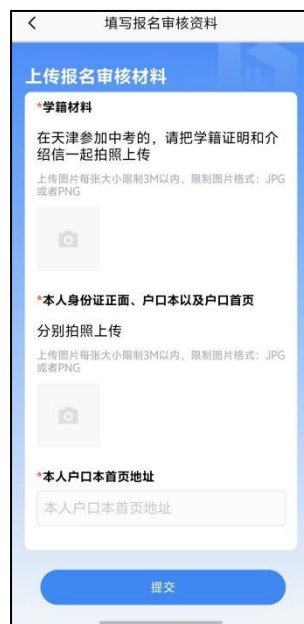 填写报名审核资料
上传报名审核材料
*学籍材料
在天津参加中考的，请把学籍证明和介
绍信一起拍照上传
上传图片每张大小限制3M以内，限制图片格式：JPG
或者PNG
*本人身份证正面、户口本以及户口首页
分别拍照上传
上传图片每张大小限制3M以内，限制图片格式：JPG
或者PNG
*本人户口本首页地址
本人户口本首页地址
提交